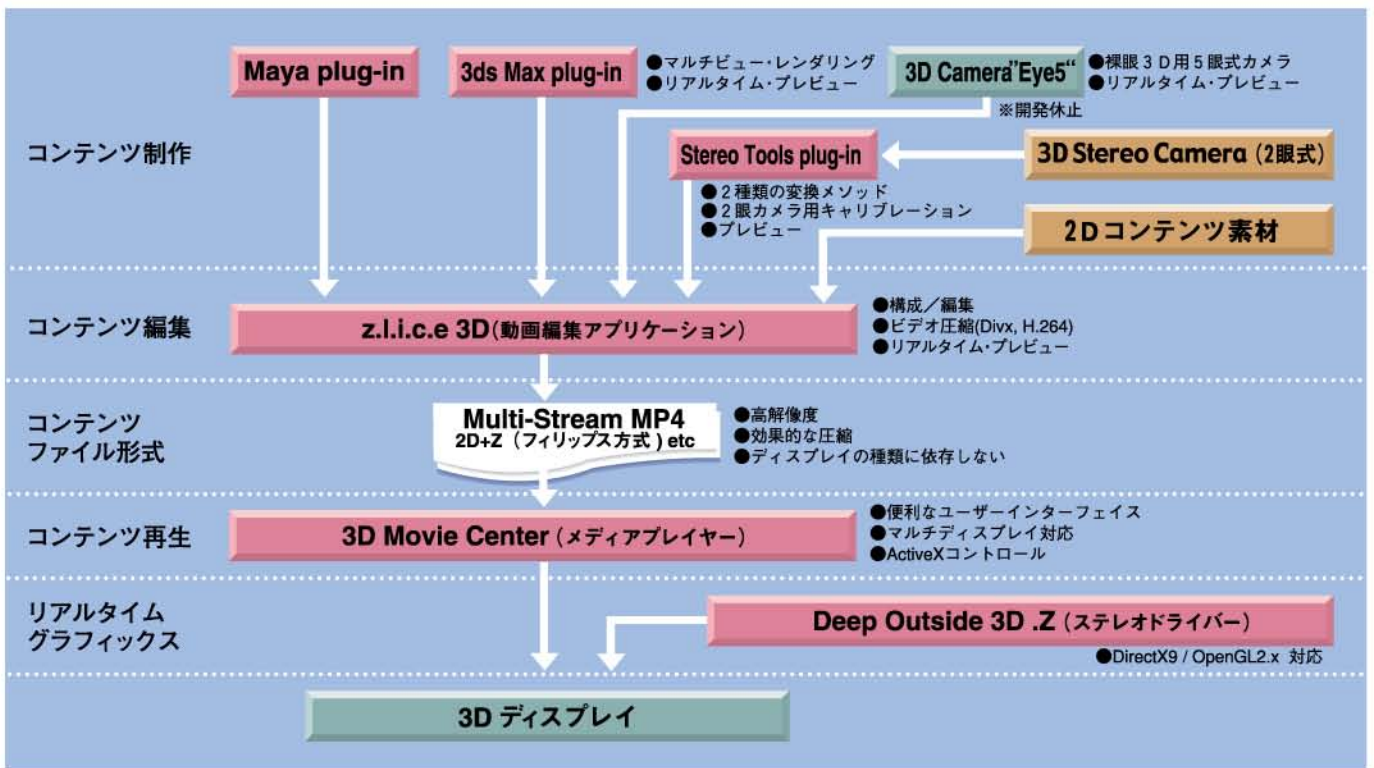 Maya plug-in
3ds Max plug-in
●マルチビュー・レンダリング
●リアルタイム・プレビュー
3D Camera"Eye5“
●裸眼３Ｄ用５眼式カメラ
●リアルタイム・プレビュー
※開発休止
コンテンツ制作
Stereo Tools plug-in
3D Stereo Camera (2眼式)
●２種類の変換メソッド
●２眼カメラ用キャリブレーション
●プレビュー
2Dコンテンツ素材
コンテンツ編集
z.l.i.c.e 3D(動画編集アプリケーション)
●構成／編集
●ビデオ圧縮(Divx, H.264)
●リアルタイム・プレビュー
コンテンツ
ファイル形式
Multi-Stream MP4
2D+Z（フィリップス方式）etc
●高解像度
●効果的な圧縮
●ディスプレイの種類に依存しない
コンテンツ再生
3D Movie Center (メディアプレイヤー)
●便利なユーザーインターフェイス
●マルチディスプレイ対応
●ActiveXコントロール
リアルタイム
グラフィックス
Deep Outside 3D .Z (ステレオドライバー)
●DirectX9 / OpenGL2.x 対応
3D ディスプレイ